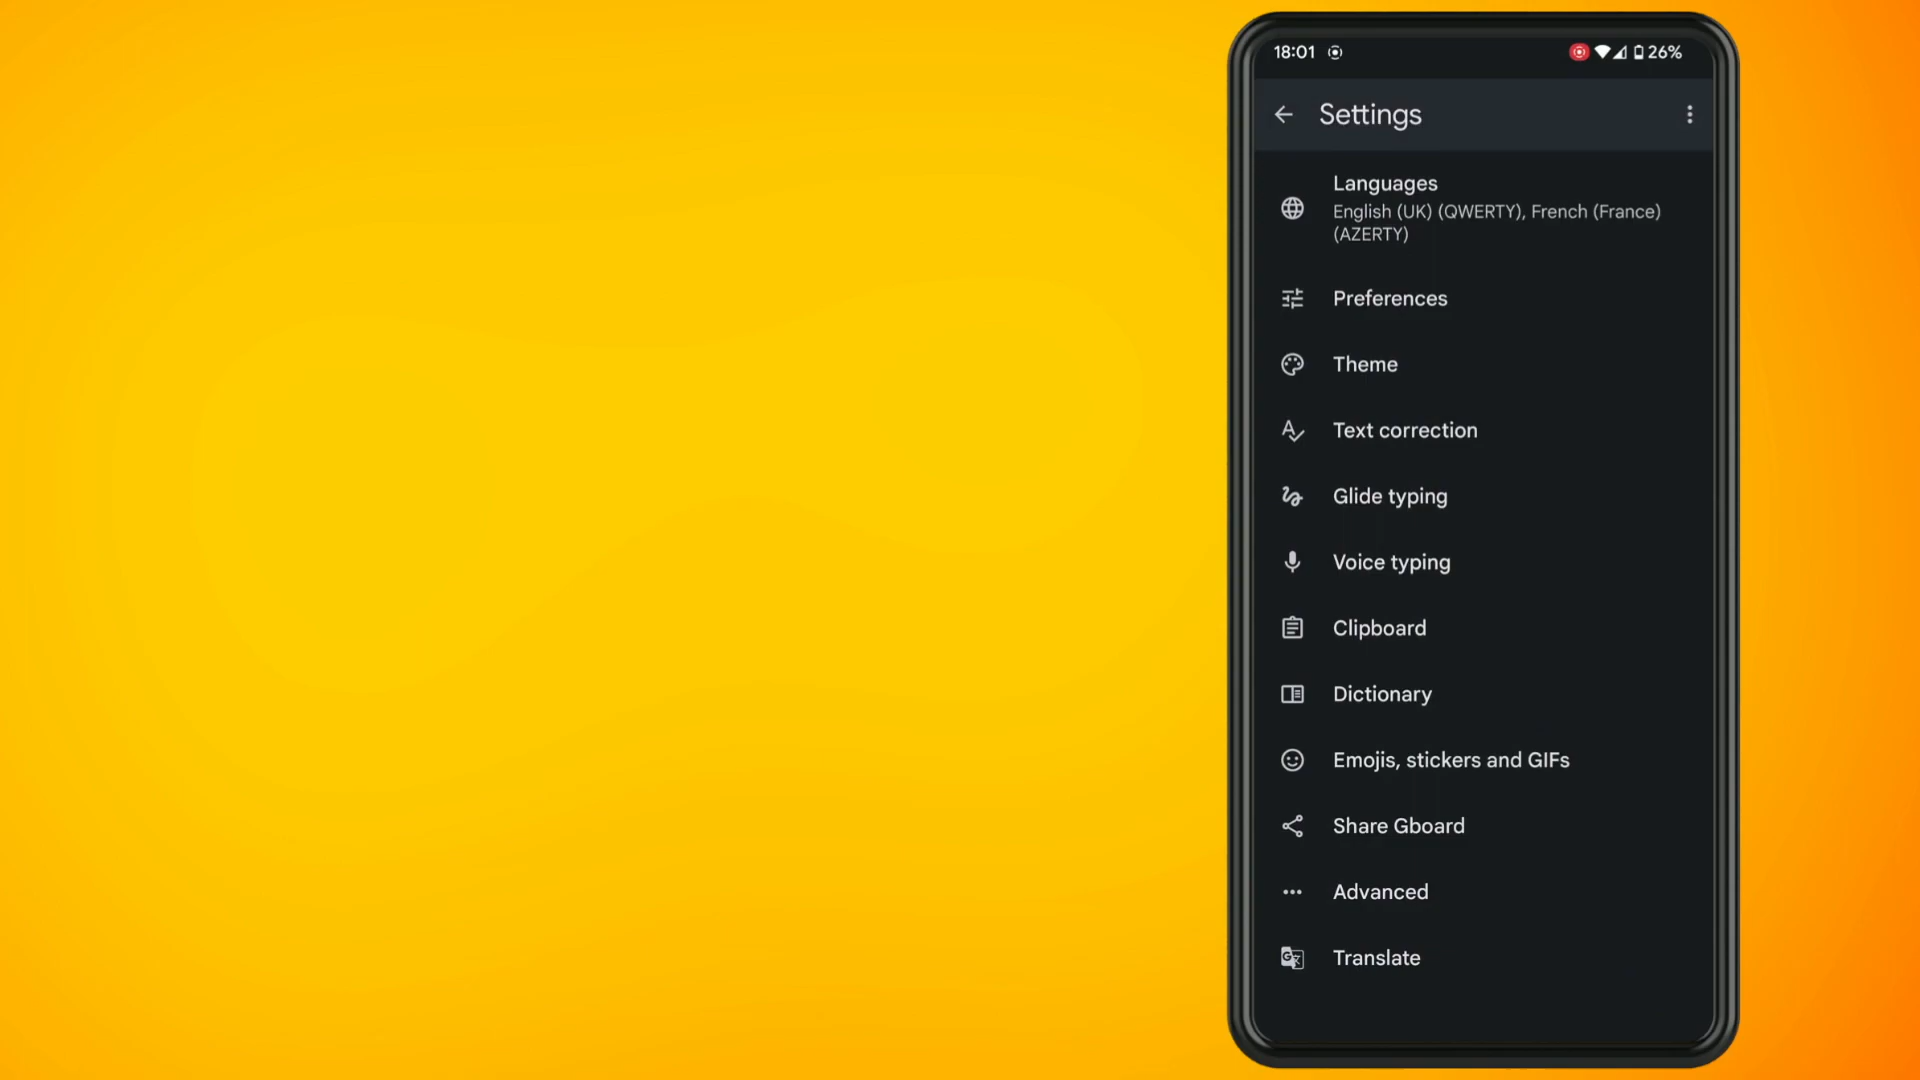 18:01 26%
Settings
Languages
English (UK) (QWERTY), French (France)
(AZERTY)
Preferences
Theme
Text correction
Glide typing
Voice typing
Clipboard
Dictionary
Emojis, stickers and GIFs
Share Gboard
Advanced
Translate